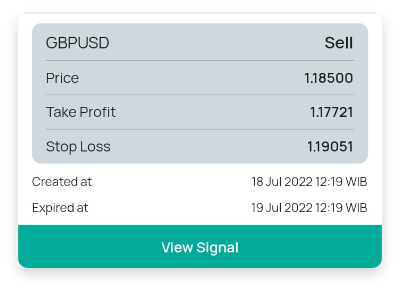 GBPUSD Sell
Price 1.18500
Take Profit 1.17721
Stop Loss 1.19051
Created at 18 Jul 2022 12:19 WIB
Expired at 19 Jul 2022 12:19 WIB
View Signal